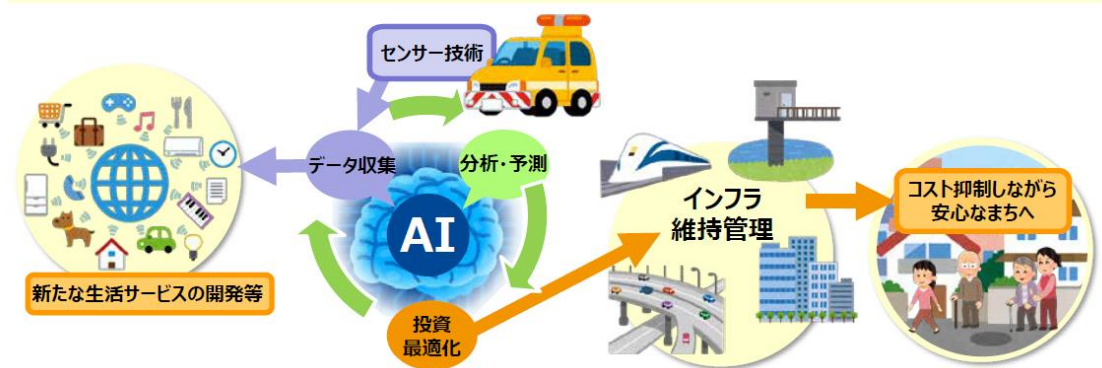 センサー技術
データ収集
分析・予測
AI
投資
最適化
新たな生活サービスの開発等
インフラ
維持管理
コスト抑制しながら
安心なまちへ